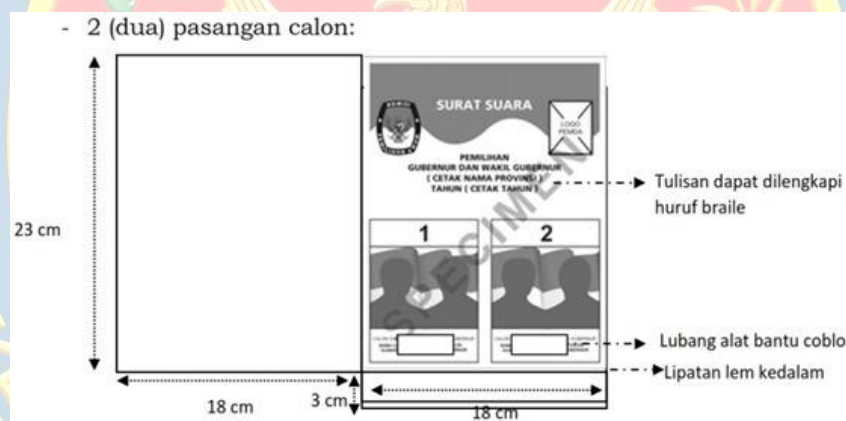 - 2 (dua) pasangan calon:
SURAT SUARA
LOGO
PEMDA
PEMILIHAN
GUBERNUR DAN WAKIL GUBERNUR
( CETAK NAMA PROVINSI )
TAHUN ( CETAK TAHUN )
Tulisan dapat dilengkapi
huruf braile
SPECIMEN
23 cm
1
2
Lubang alat bantu coblo
Lipatan lem kedalam
18 cm
3 cm
18 cm